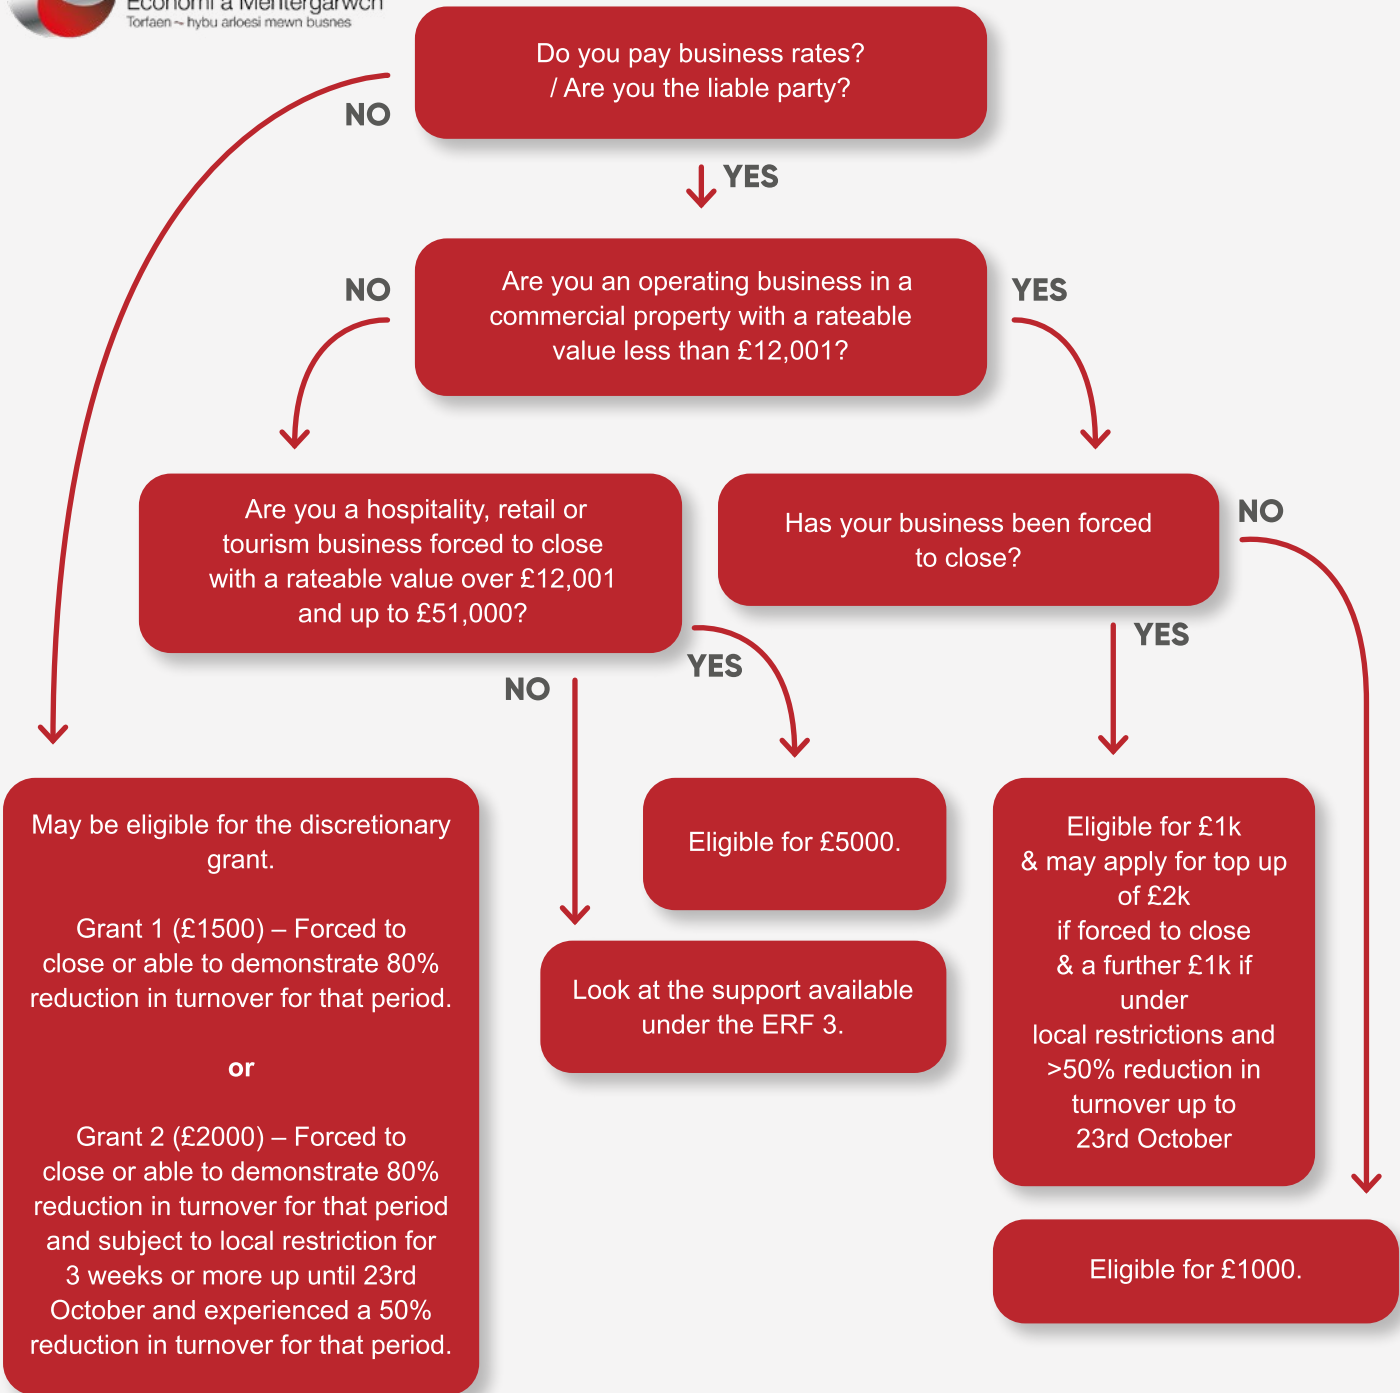 Economi a Mentergarwch
Torfaen ~ hybu arloesi mewn busnes
Do you pay business rates?
/ Are you the liable party?
NO
YES
Are you an operating business in a
commercial property with a rateable
value less than £12,001?
NO
YES
Are you a hospitality, retail or
tourism business forced to close
with a rateable value over £12,001
and up to £51,000?
Has your business been forced
to close?
NO
YES
YES
NO
May be eligible for the discretionary
grant.
Grant 1 (£1500) – Forced to
close or able to demonstrate 80%
reduction in turnover for that period.
or
Grant 2 (£2000) – Forced to
close or able to demonstrate 80%
reduction in turnover for that period
and subject to local restriction for
3 weeks or more up until 23rd
October and experienced a 50%
reduction in turnover for that period.
Eligible for £5000.
Look at the support available
under the ERF 3.
Eligible for £1k
& may apply for top up
of £2k
if forced to close
& a further £1k if
under
local restrictions and
>50% reduction in
turnover up to
23rd October
Eligible for £1000.